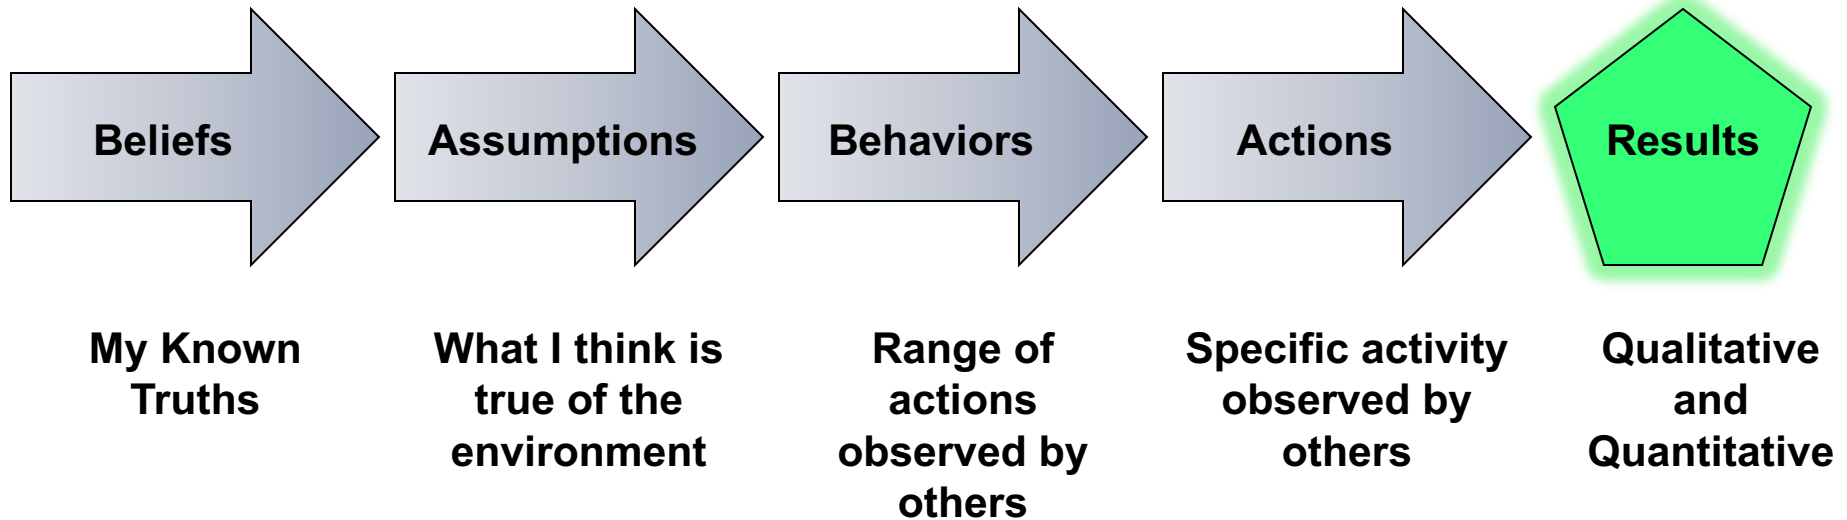 Beliefs
Assumptions
Behaviors
Actions
Results
My Known
Truths
What I think is
true of the
environment
Range of
actions
observed by
others
Specific activity
observed by
others
Qualitative
and
Quantitative